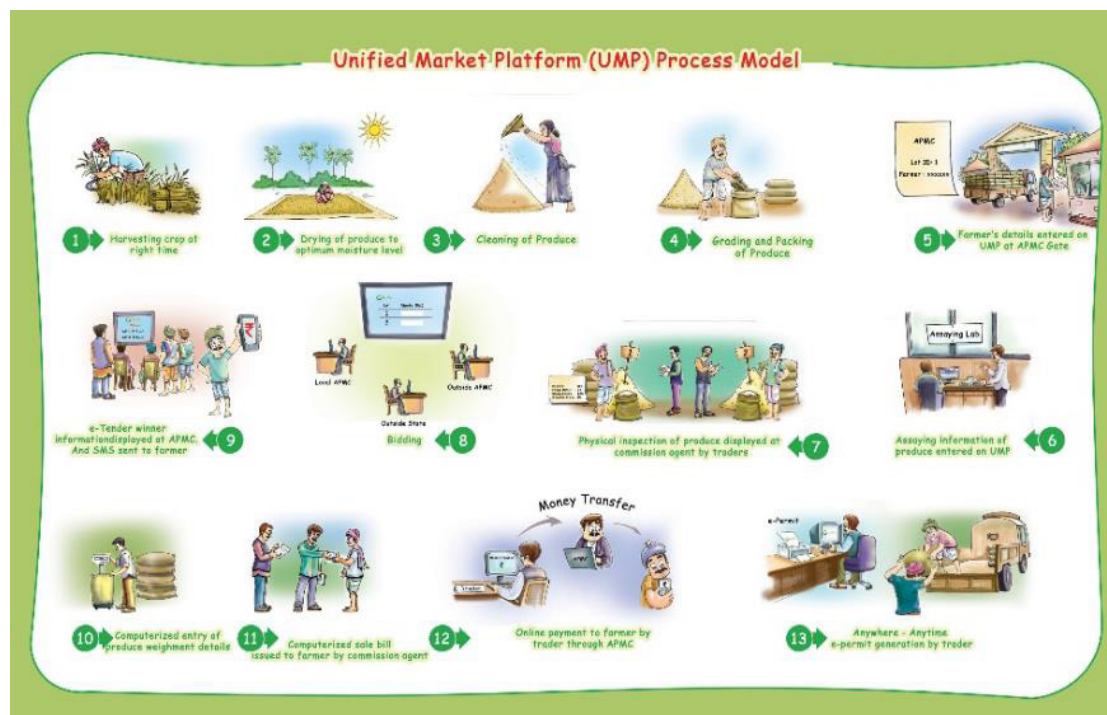 Unified Market Platform (UMP) Process Model
1
Harvesting crop at
right time
2
Drying of produce to
optimum moisture level
3
Cleaning of Produce
4
Grading and Packing
of Produce
APMC
Lot ID: 1
Farmer : xxxxxx
5
Farmer's details entered on
UMP at APMC Gate
Assaying Lab
6
Assaying information of
produce entered on UMP
7
Physical inspection of produce displayed at
commission agent by traders
Local APMC
Outside APMC
Outside State
8
Bidding
9
e-Tender winner
informationdisplayed at APMC,
And SMS sent to farmer
10
Computerized entry of
produce weighment details
11
Computerized sale bill
issued to farmer by commission agent
Money Transfer
Trader
12
Online payment to farmer by
trader through APMC
e-Permit
13
Anywhere - Anytime
e-permit generation by trader